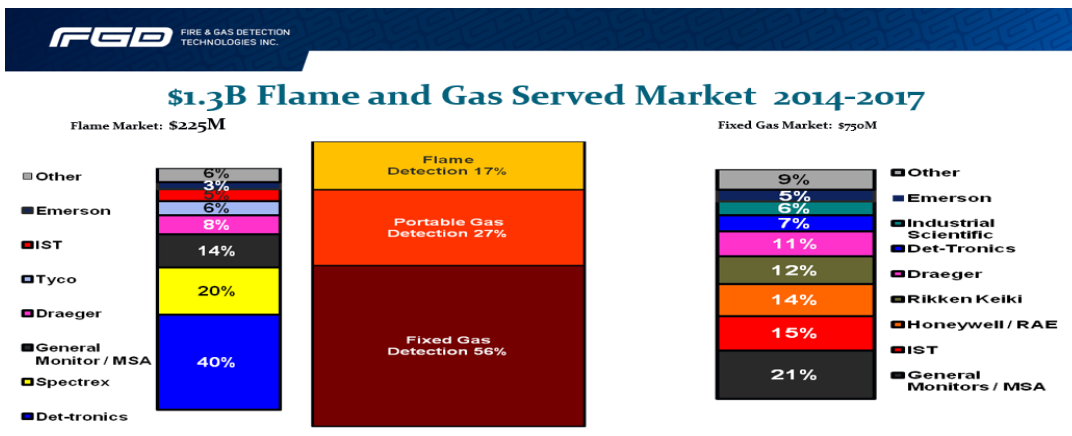 FGD
FIRE & GAS DETECTION
TECHNOLOGIES INC.
$1.3B Flame and Gas Served Market 2014-2017
Flame Market: $225M
Fixed Gas Market: $750M
Other
Emerson
IST
Tyco
Draeger
General
Monitor / MSA
Spectrex
Det-tronics
6%
3%
5%
6%
8%
14%
20%
40%
Flame
Detection 17%
Portable Gas
Detection 27%
Fixed Gas
Detection 56%
9%
5%
6%
7%
11%
12%
14%
15%
21%
Other
Emerson
Industrial
Scientific
Det-Tronics
Draeger
Rikken Keiki
Honeywell / RAE
IST
General
Monitors / MSA